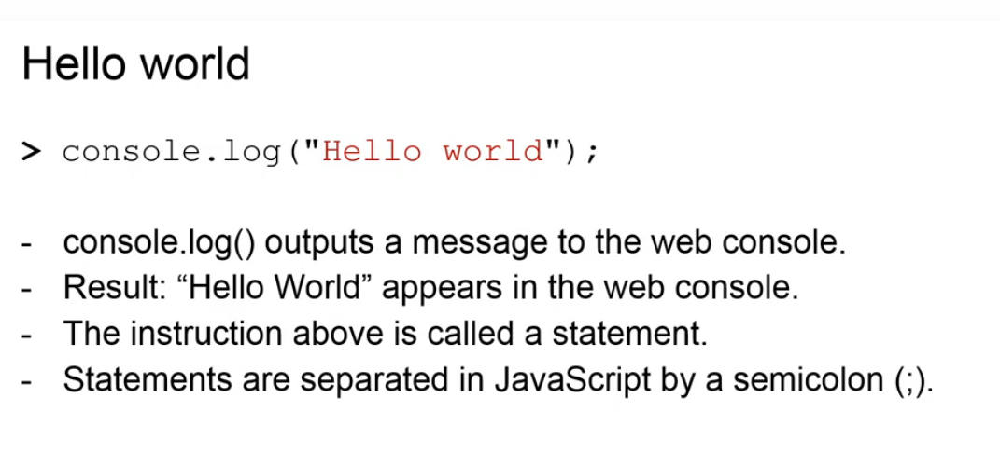 Hello world
> console.log("Hello world");
- console.log() outputs a message to the web console.
- Result: “Hello World” appears in the web console.
- The instruction above is called a statement.
- Statements are separated in JavaScript by a semicolon (;).